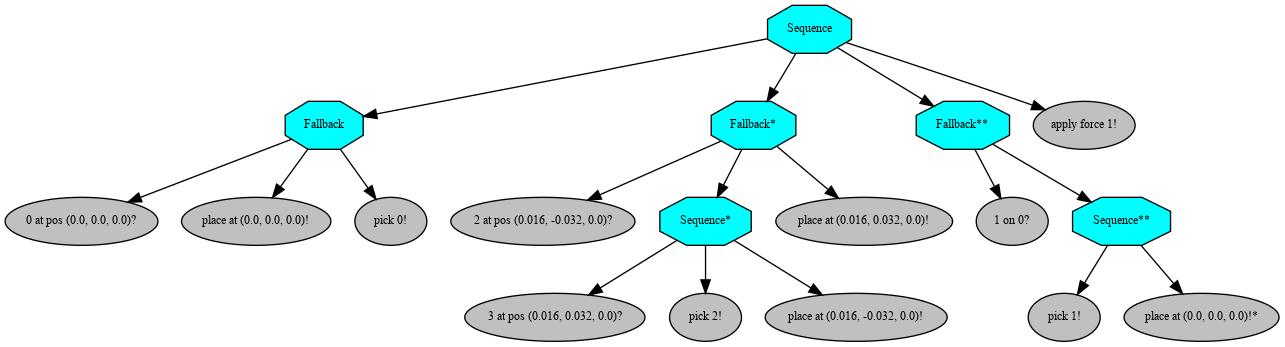 Sequence
Fallback
Fallback*
Fallback**
apply force 1!
0 at pos (0.0, 0.0, 0.0)?
place at (0.0, 0.0, 0.0)!
pick 0!
2 at pos (0.016, -0.032, 0.0)?
Sequence*
place at (0.016, 0.032, 0.0)!
1 on 0?
Sequence**
3 at pos (0.016, 0.032, 0.0)?
pick 2!
place at (0.016, -0.032, 0.0)!
pick 1!
place at (0.0, 0.0, 0.0)!*